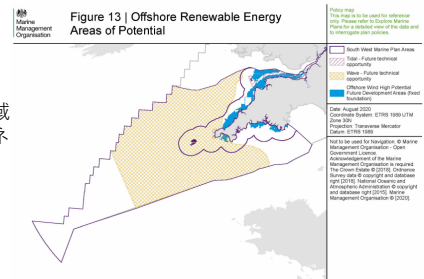 Marine
Management
Organisation
Figure 13 | Offshore Renewable Energy
Areas of Potential
Policy map
This map is to be used for reference
only. Please refer to Explore Marine
Plans for a detailed view of the data and
to interrogate plan policies.
South West Marine Plan Areas
Tidal - Future technical
opportunity
Wave - Future technical
opportunity
Offshore Wind High Potential
Future Development Areas (fixed
foundation)
Date: August 2020
Coordinate System: ETRS 1989 UTM
Zone 30N
Projection: Transverse Mercator
Datum: ETRS 1989
Not to be used for Navigation. © Marine
Management Organisation - Open
Government Licence.
Acknowledgement of the Marine
Management Organisation is required.
The Crown Estate © [2018]. Ordnance
Survey data © copyright and database
right [2018]. National Oceanic and
Atmospheric Administration © copyright
and database right [2015]. Marine
Management Organisation © [2020].
域
ネ